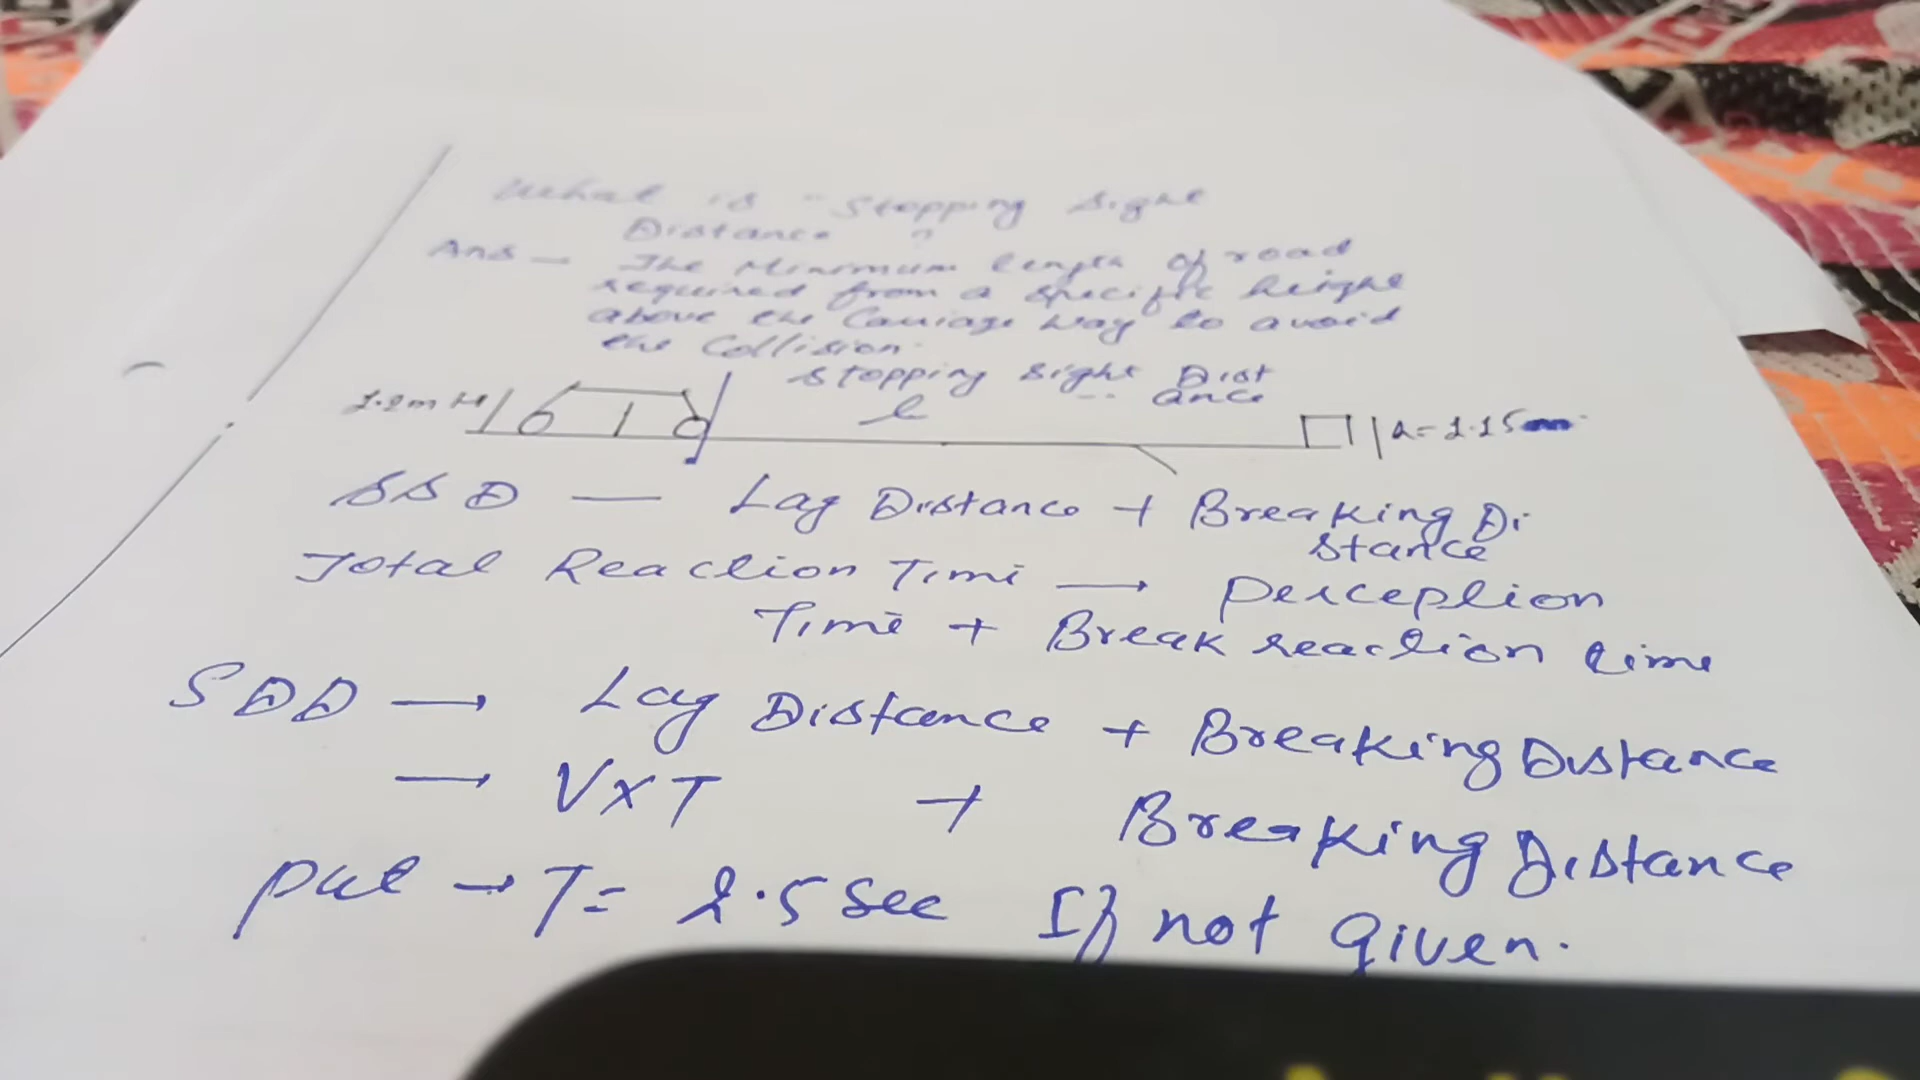 What is "Stopping Sight
Distance"
Ans — The Minimum length of road
required from a specific height
above the Carriage Way to avoid
the Collision.
Stopping Sight Dist
ance
1.2m H
l
h = 1.15
SSD — Lag Distance + Breaking Di
stance
Total Reaction Time → Perception
Time + Break reaction time
SDD → Lag Distance + Breaking Distance
→ V×T + Breaking Distance
Put → T = 2.5 Sec If not given.